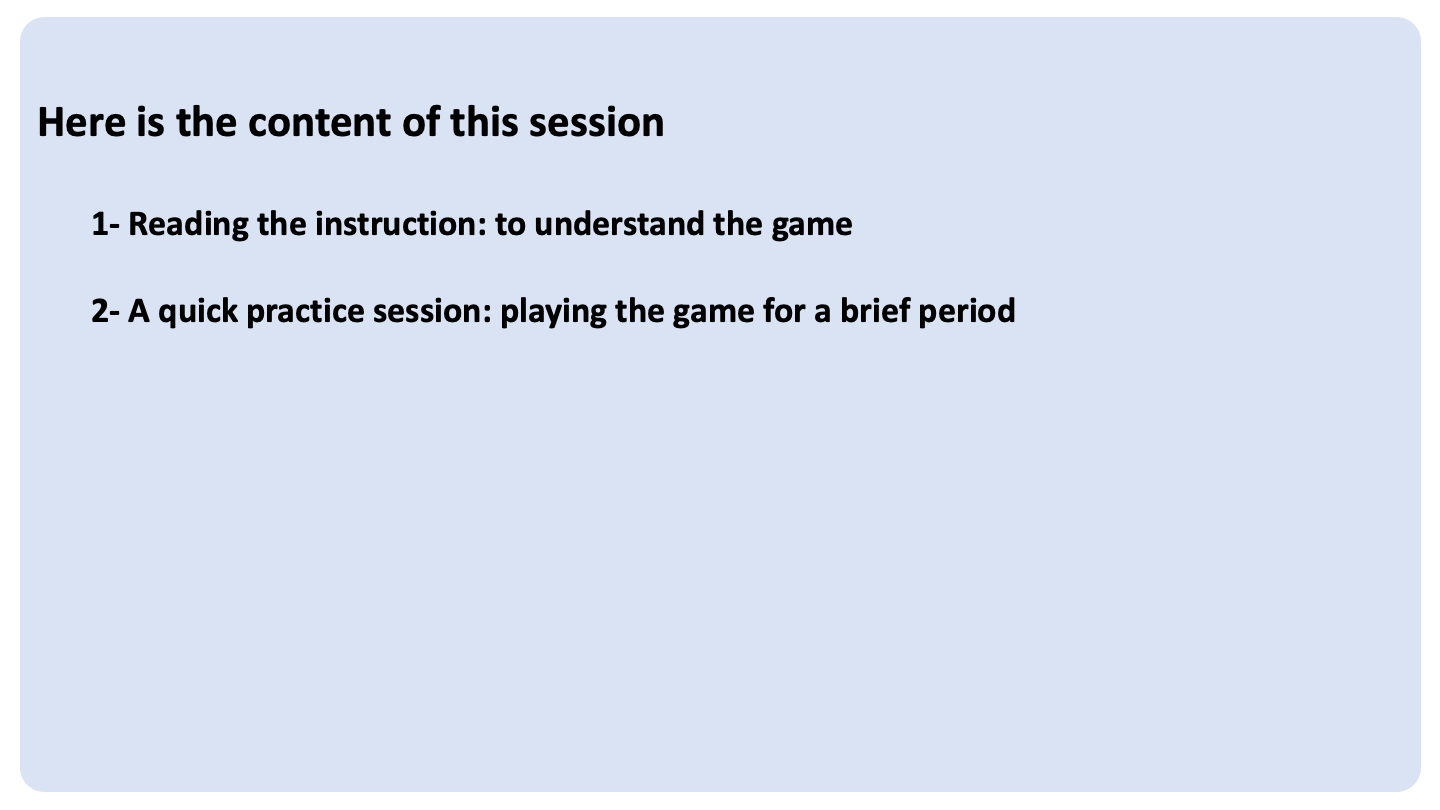 Here is the content of this session
1- Reading the instruction: to understand the game
2- A quick practice session: playing the game for a brief period